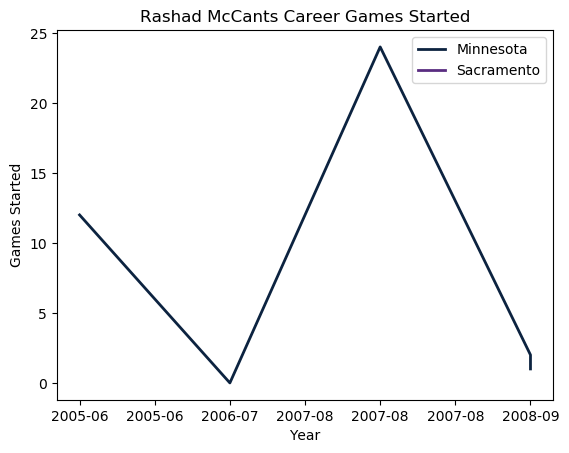 Rashad McCants Career Games Started
Minnesota
Sacramento
Games Started
25
20
15
10
5
0
2005-06 2005-06 2006-07 2007-08 2007-08 2007-08 2008-09
Year